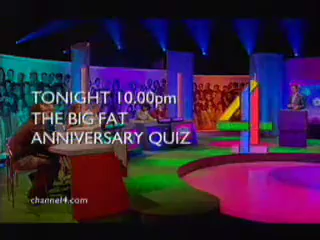 TONIGHT 10.00pm
THE BIG FAT
ANNIVERSARY QUIZ
channel4.com